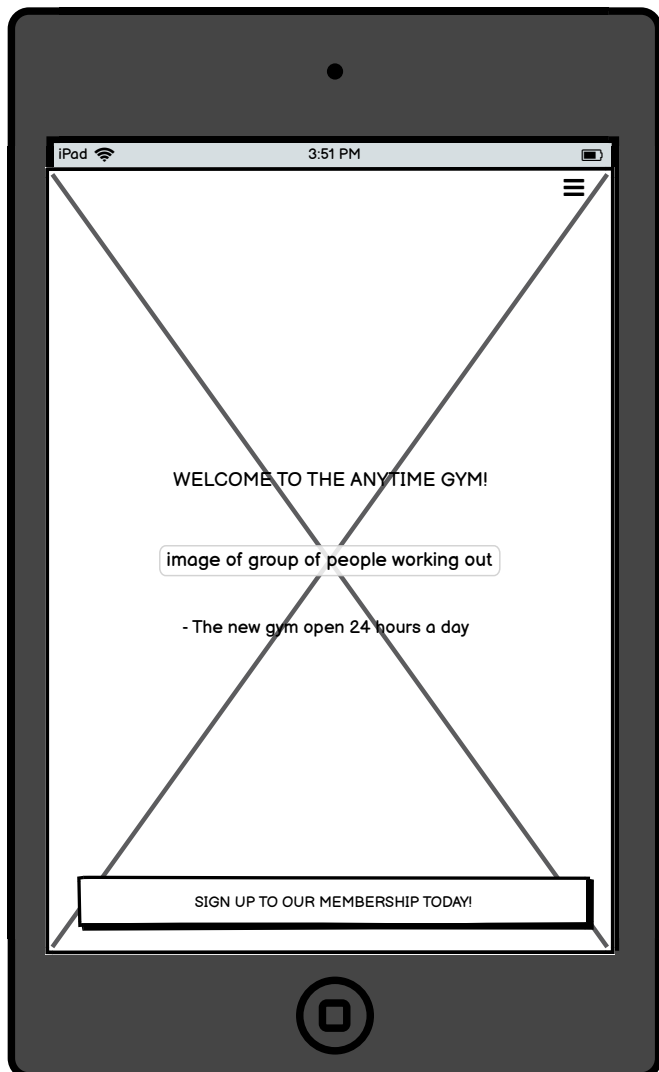 iPad
3:51 PM
WELCOME TO THE ANYTIME GYM!
image of group of people working out
- The new gym open 24 hours a day
SIGN UP TO OUR MEMBERSHIP TODAY!